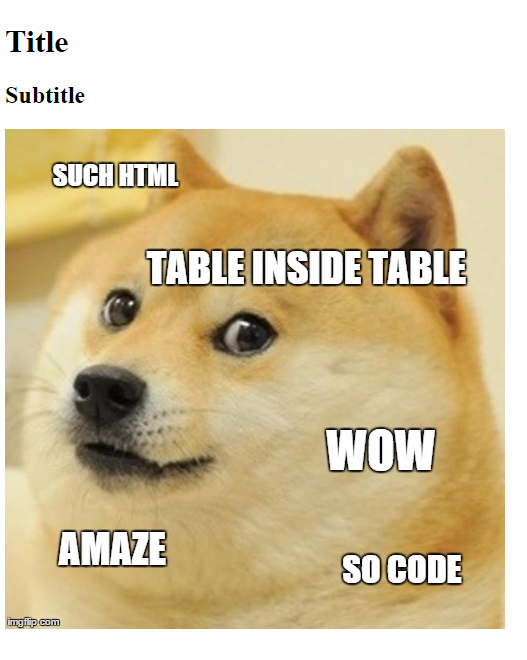 Title
Subtitle
SUCH HTML
TABLE INSIDE TABLE
WOW
AMAZE
SO CODE
imgflip.com